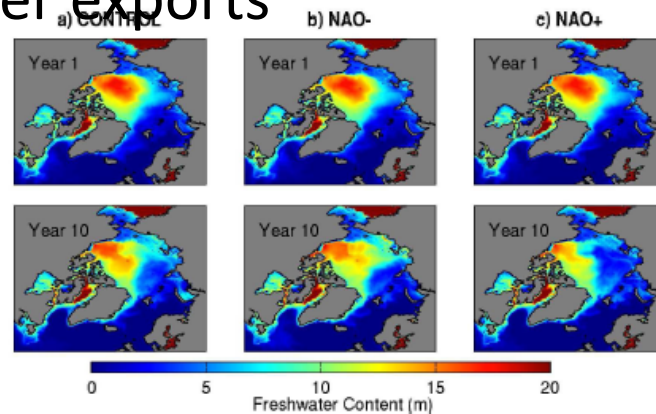 er exports
a) CONTROL b) NAO- c) NAO+
Year 1 Year 1 Year 1
Year 10 Year 10 Year 10
0 5 10 15 20
Freshwater Content (m)